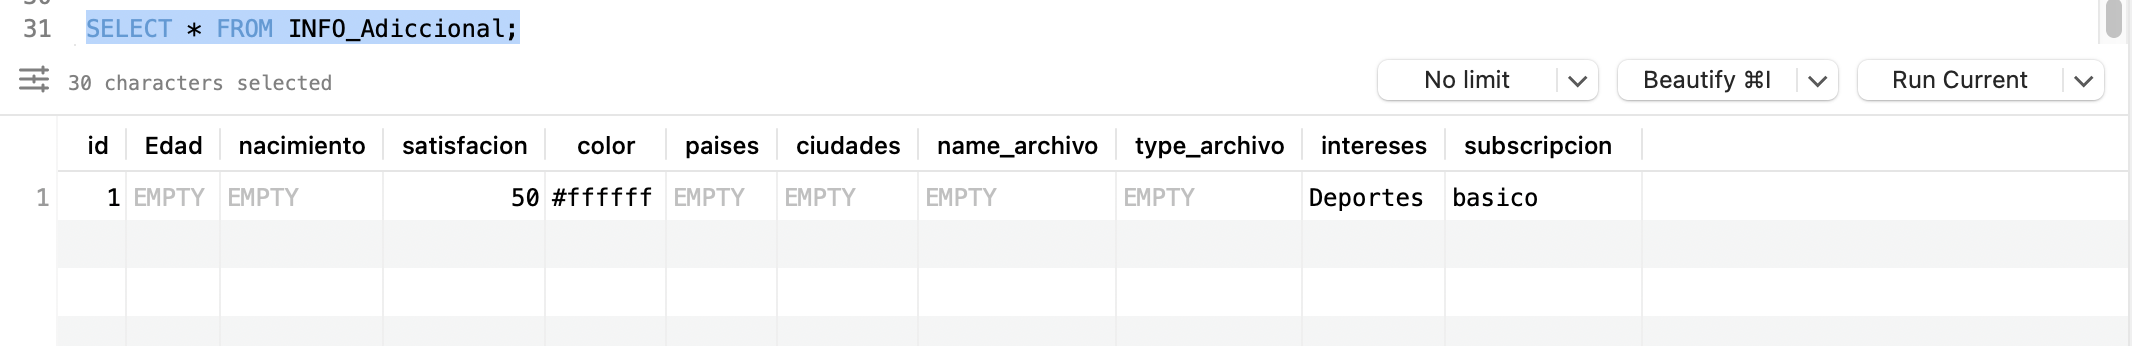 31 SELECT * FROM INFO_Adiccional;
30 characters selected No limit Beautify ⌘I Run Current
id Edad nacimiento satisfacion color paises ciudades name_archivo type_archivo intereses subscripcion
1 1 EMPTY EMPTY 50 #ffffff EMPTY EMPTY EMPTY EMPTY Deportes basico